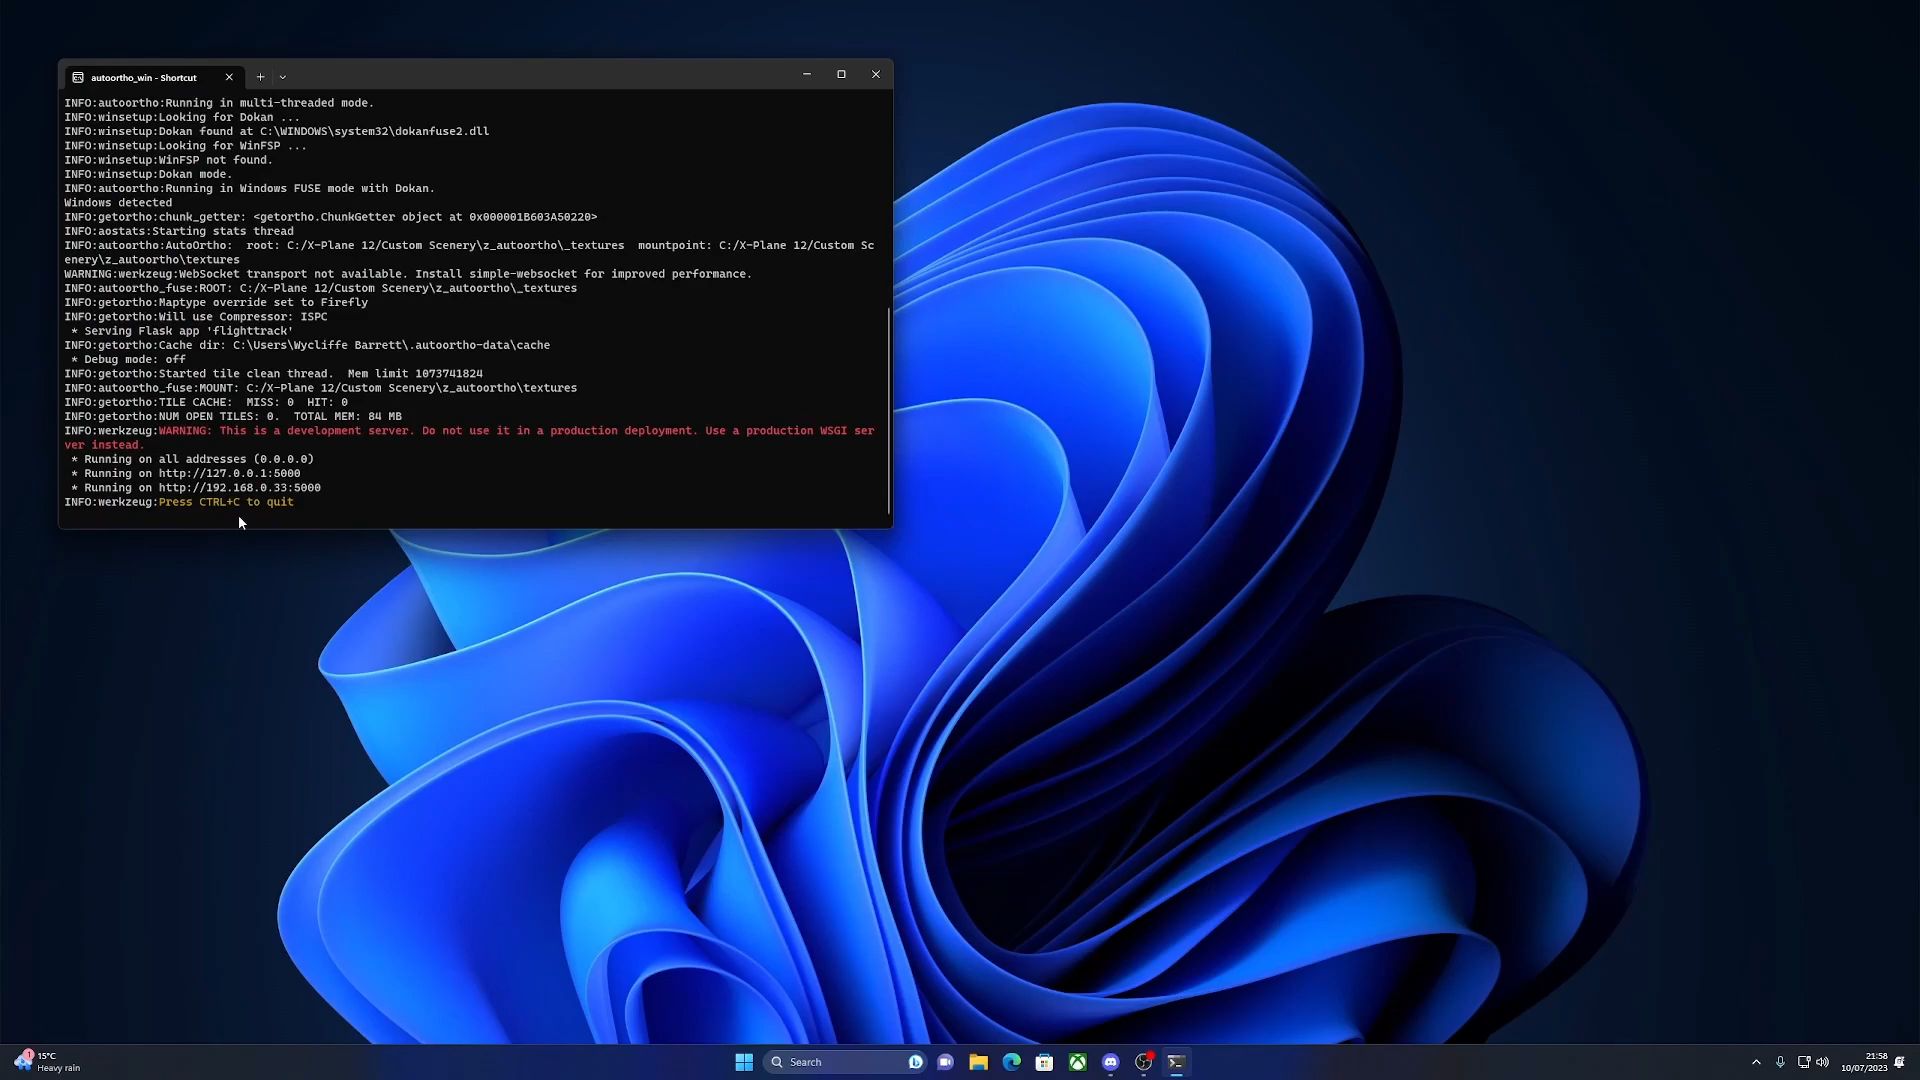 autoortho_win - Shortcut
INFO:autoortho:Running in multi-threaded mode.
INFO:winsetup:Looking for Dokan ...
INFO:winsetup:Dokan found at C:\WINDOWS\system32\dokanfuse2.dll
INFO:winsetup:Looking for WinFSP ...
INFO:winsetup:WinFSP not found.
INFO:winsetup:Dokan mode.
INFO:autoortho:Running in Windows FUSE mode with Dokan.
Windows detected
INFO:getortho:chunk_getter: <getortho.ChunkGetter object at 0x000001B603A50220>
INFO:aostats:Starting stats thread
INFO:autoortho:AutoOrtho:  root: C:/X-Plane 12/Custom Scenery\z_autoortho\_textures  mountpoint: C:/X-Plane 12/Custom Sc
enery\z_autoortho\textures
WARNING:werkzeug:WebSocket transport not available. Install simple-websocket for improved performance.
INFO:autoortho_fuse:ROOT: C:/X-Plane 12/Custom Scenery\z_autoortho\_textures
INFO:getortho:Maptype override set to Firefly
INFO:getortho:Will use Compressor: ISPC
 * Serving Flask app 'flighttrack'
INFO:getortho:Cache dir: C:\Users\Wycliffe Barrett\.autoortho-data\cache
 * Debug mode: off
INFO:getortho:Started tile clean thread.  Mem limit 1073741824
INFO:autoortho_fuse:MOUNT: C:/X-Plane 12/Custom Scenery\z_autoortho\textures
INFO:getortho:TILE CACHE:  MISS: 0  HIT: 0
INFO:getortho:NUM OPEN TILES: 0.  TOTAL MEM: 84 MB
INFO:werkzeug:WARNING: This is a development server. Do not use it in a production deployment. Use a production WSGI ser
ver instead.
 * Running on all addresses (0.0.0.0)
 * Running on http://127.0.0.1:5000
 * Running on http://192.168.0.33:5000
INFO:werkzeug:Press CTRL+C to quit
1
15°C
Heavy rain
Search
21:58
10/07/2023